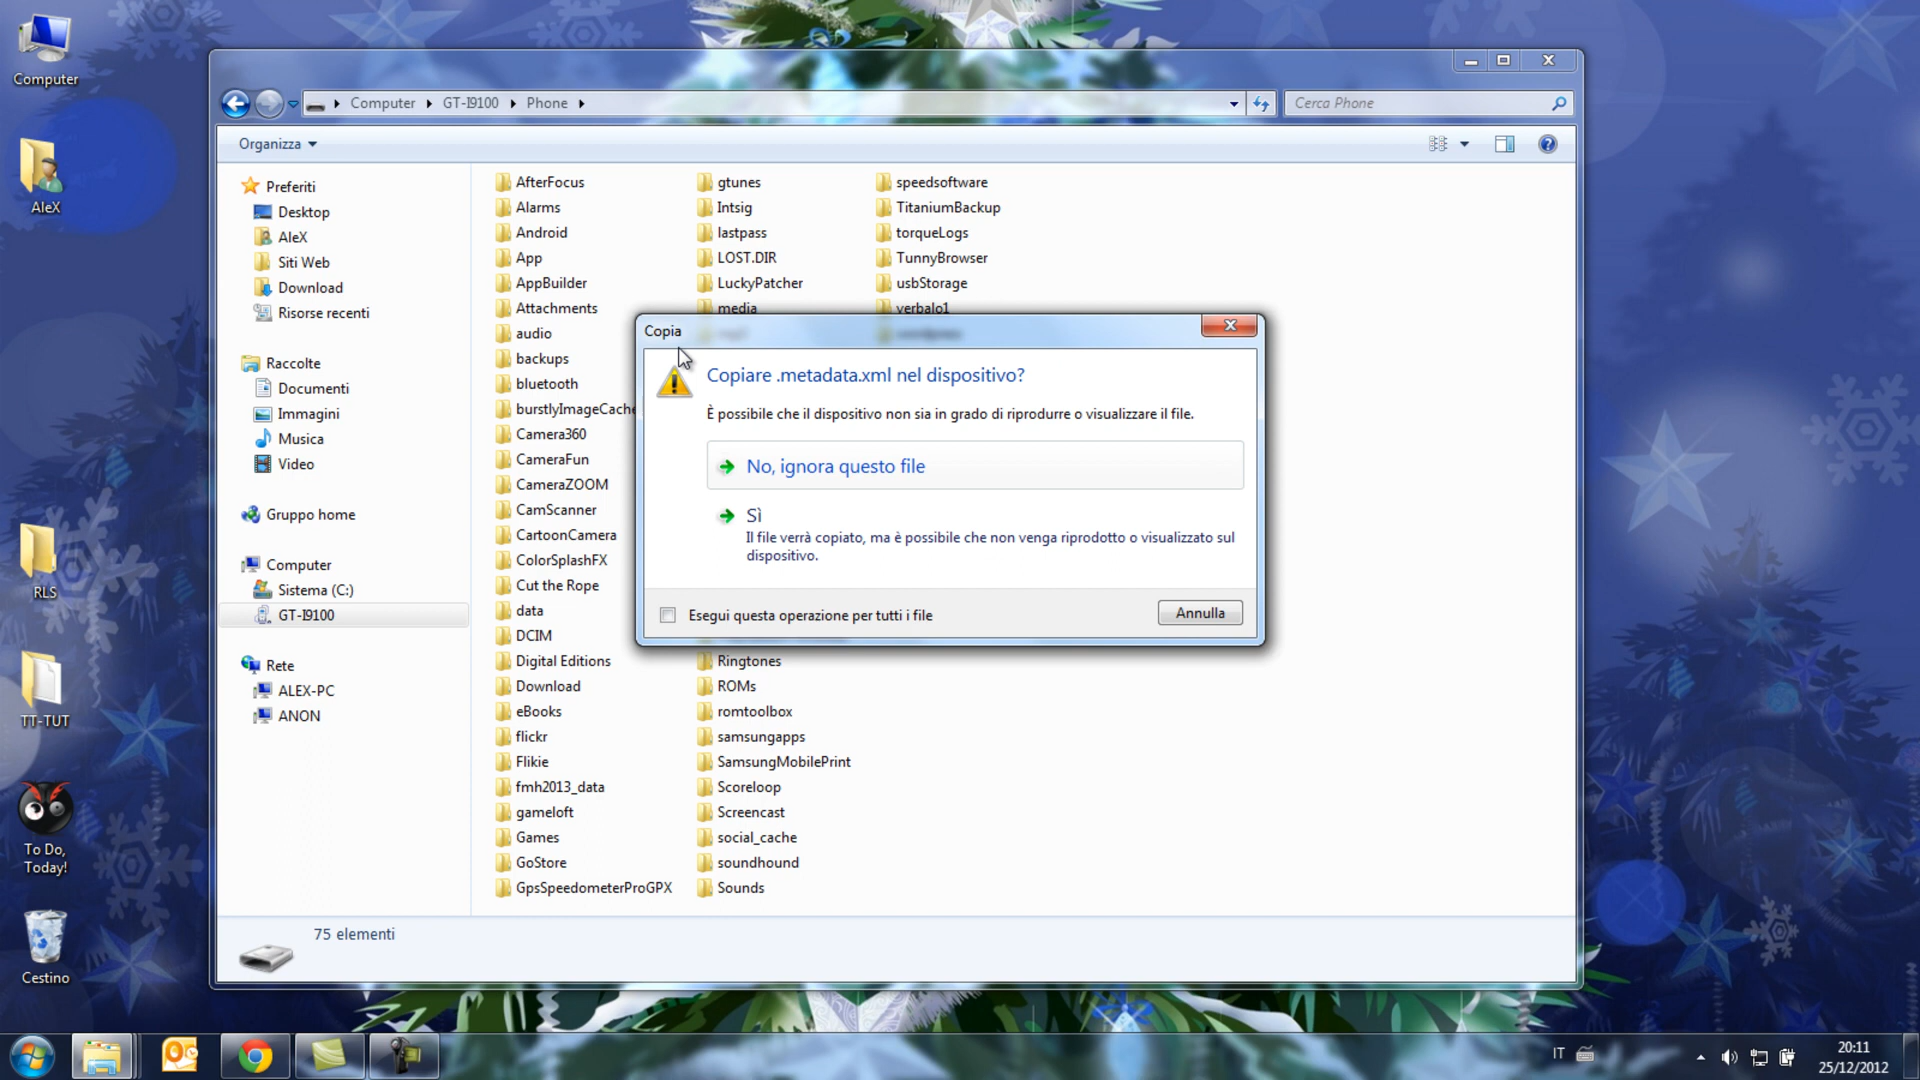 Computer
AleX
RLS
TT-TUT
To Do,
Today!
Cestino
Computer
GT-I9100
Phone
Cerca Phone
Organizza
Preferiti
Desktop
AleX
Siti Web
Download
Risorse recenti
Raccolte
Documenti
Immagini
Musica
Video
Gruppo home
Computer
Sistema (C:)
GT-I9100
Rete
ALEX-PC
ANON
AfterFocus
Alarms
Android
App
AppBuilder
Attachments
audio
backups
bluetooth
burstlyImageCache
Camera360
CameraFun
CameraZOOM
CamScanner
CartoonCamera
ColorSplashFX
Cut the Rope
data
DCIM
Digital Editions
Download
eBooks
flickr
Flikie
fmh2013_data
gameloft
Games
GoStore
GpsSpeedometerProGPX
gtunes
Intsig
lastpass
LOST.DIR
LuckyPatcher
media
Ringtones
ROMs
romtoolbox
samsungapps
SamsungMobilePrint
Scoreloop
Screencast
social_cache
soundhound
Sounds
speedsoftware
TitaniumBackup
torqueLogs
TunnyBrowser
usbStorage
verbalo1
Copia
Copiare .metadata.xml nel dispositivo?
È possibile che il dispositivo non sia in grado di riprodurre o visualizzare il file.
No, ignora questo file
Sì
Il file verrà copiato, ma è possibile che non venga riprodotto o visualizzato sul
dispositivo.
Esegui questa operazione per tutti i file
Annulla
75 elementi
IT
20:11
25/12/2012